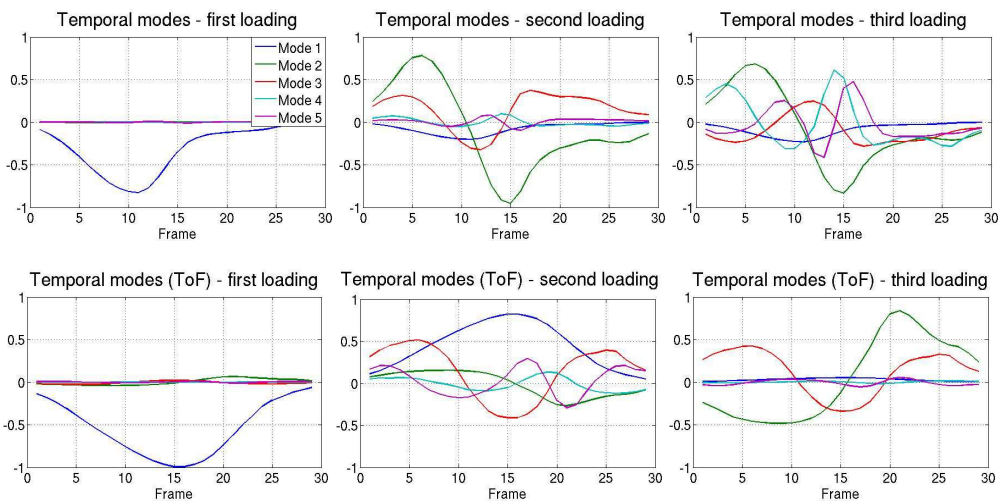 Temporal modes - first loading
Temporal modes - second loading
Temporal modes - third loading
1
0.5
0
-0.5
-1
0 5 10 15 20 25 30
Frame
Mode 1
Mode 2
Mode 3
Mode 4
Mode 5
1
0.5
0
-0.5
-1
0 5 10 15 20 25 30
Frame
1
0.5
0
-0.5
-1
0 5 10 15 20 25 30
Frame
Temporal modes (ToF) - first loading
Temporal modes (ToF) - second loading
Temporal modes (ToF) - third loading
1
0.5
0
-0.5
-1
0 5 10 15 20 25 30
Frame
1
0.5
0
-0.5
-1
0 5 10 15 20 25 30
Frame
1
0.5
0
-0.5
-1
0 5 10 15 20 25 30
Frame